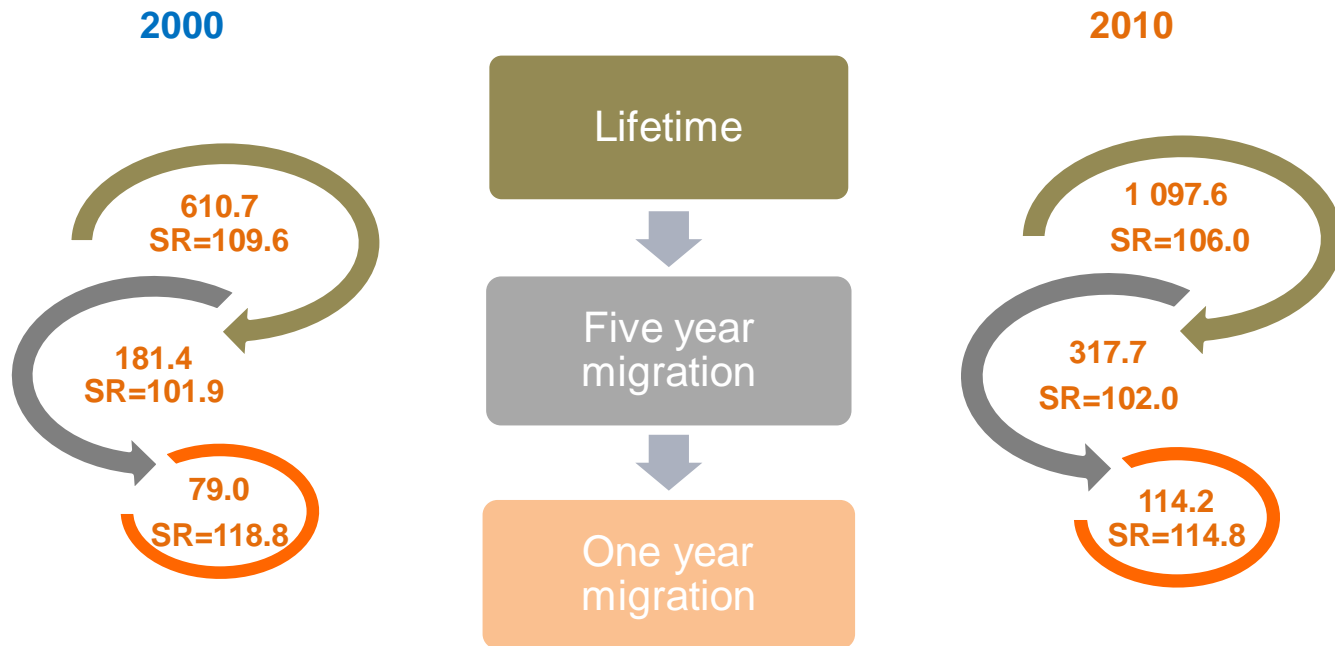 2000
2010
Lifetime
610.7
SR=109.6
1 097.6
SR=106.0
Five year
migration
181.4
SR=101.9
317.7
SR=102.0
One year
migration
79.0
SR=118.8
114.2
SR=114.8